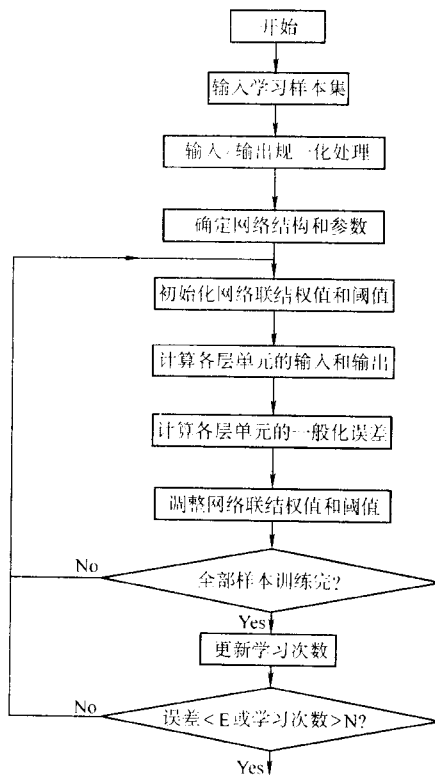 开始
输入学习样本集
输入/输出规一化处理
确定网络结构和参数
初始化网络联结权值和阈值
计算各层单元的输入和输出
计算各层单元的一般化误差
调整网络联结权值和阈值
No
全部样本训练完?
Yes
更新学习次数
No
误差<E或学习次数>N?
Yes